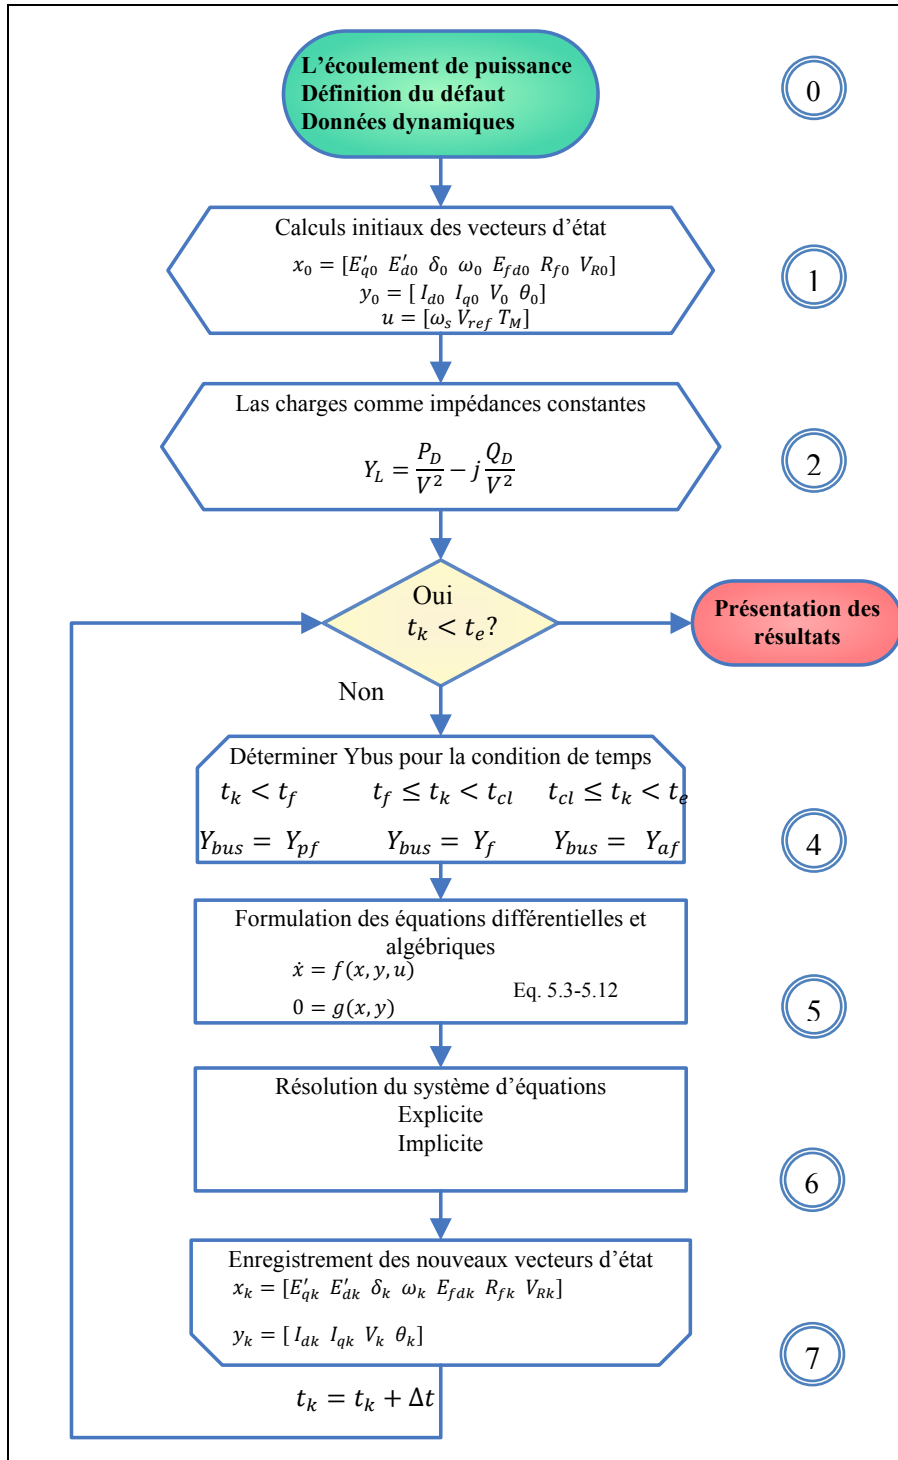 L'écoulement de puissance
Définition du défaut
Données dynamiques
0
Calculs initiaux des vecteurs d'état
x₀ = [E′q0 E′d0 δ₀ ω₀ Efd0 Rf0 VR0]
y₀ = [ Id0 Iq0 V₀ θ₀]
u = [ωs Vref TM]
1
Las charges comme impédances constantes
YL = PD/V² − j QD/V²
2
Oui
tk < te?
Présentation des
résultats
Non
Déterminer Ybus pour la condition de temps
tk < tf tf ≤ tk < tcl tcl ≤ tk < te
Ybus = Ypf Ybus = Yf Ybus = Yaf
4
Formulation des équations différentielles et
algébriques
ẋ = f(x, y, u)
Eq. 5.3-5.12
0 = g(x, y)
5
Résolution du système d'équations
Explicite
Implicite
6
Enregistrement des nouveaux vecteurs d'état
xk = [E′qk E′dk δk ωk Efdk Rfk VRk]
yk = [ Idk Iqk Vk θk]
7
tk = tk + Δt